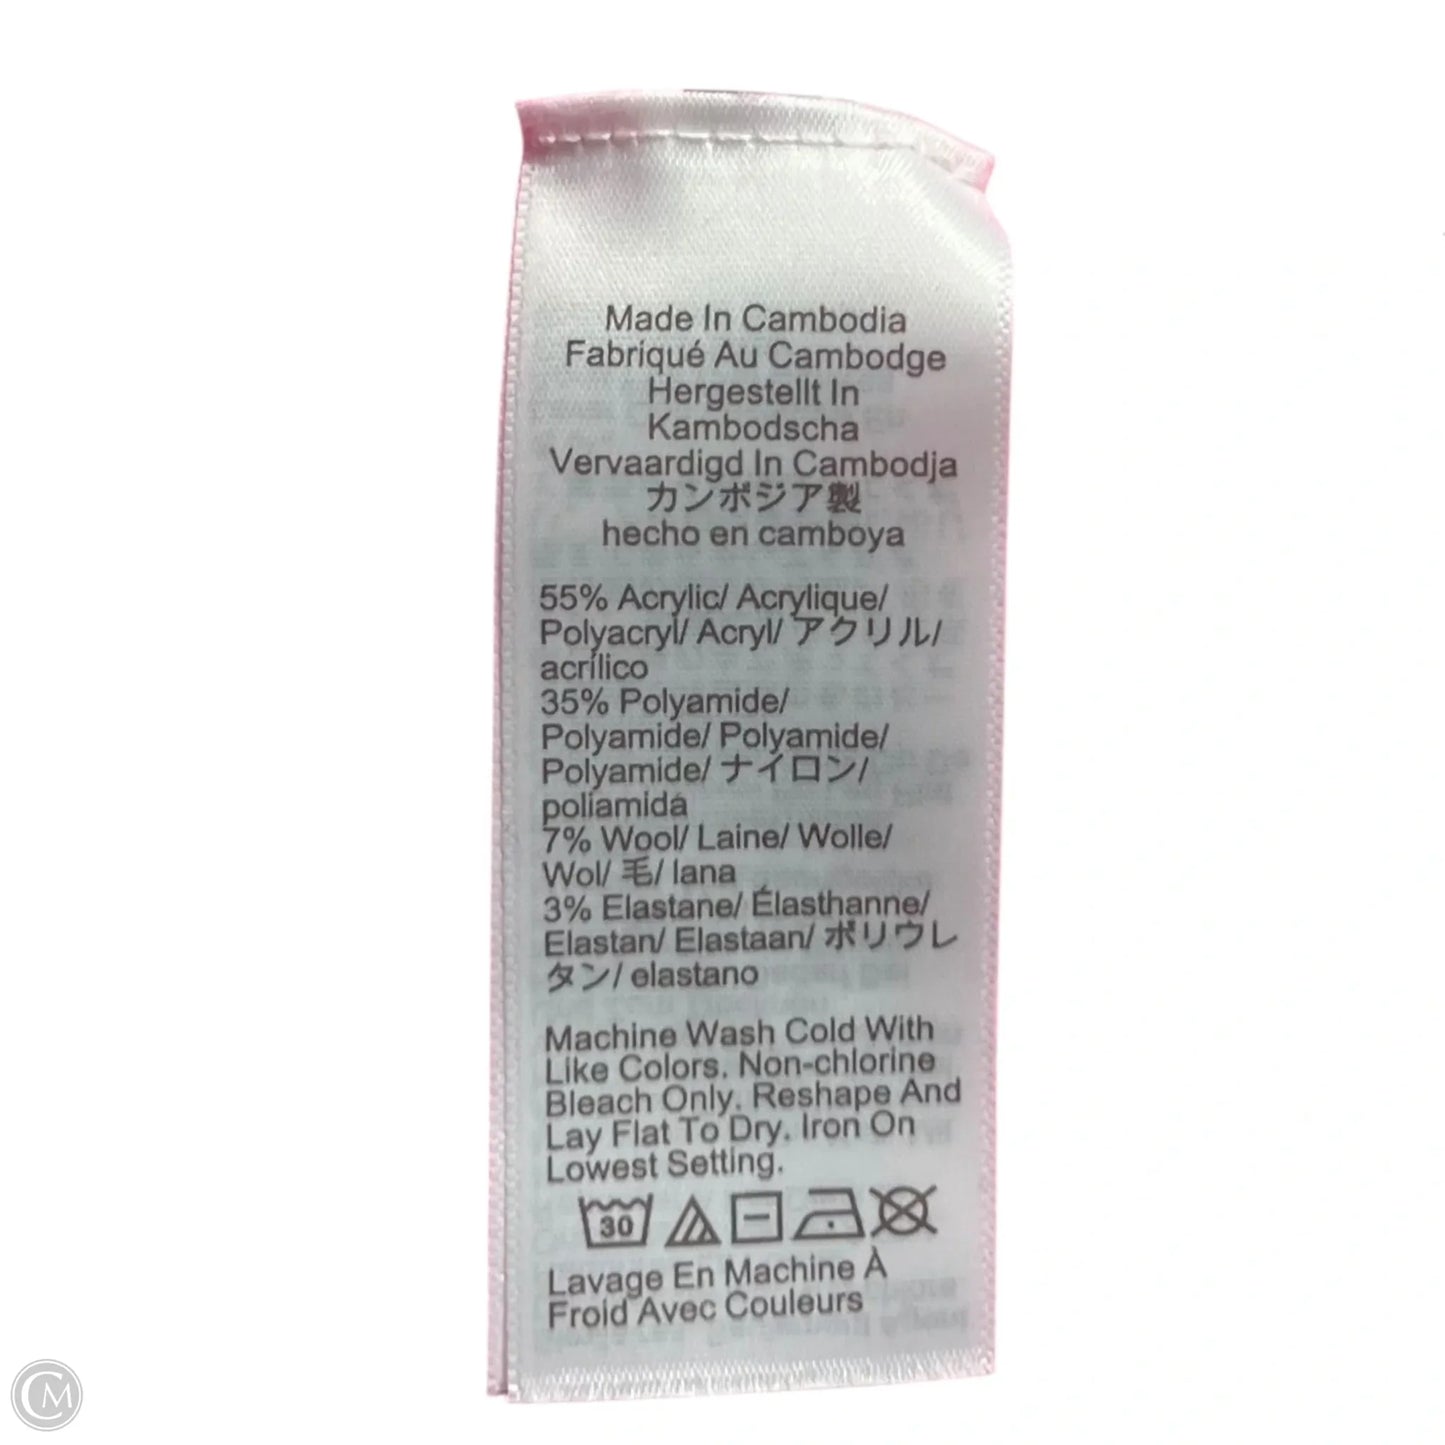 Made In Cambodia
Fabriqué Au Cambodge
Hergestellt In
Kambodscha
Vervaardigd In Cambodja
カンボジア製
hecho en camboya
55% Acrylic/ Acrylique/
Polyacryl/ Acryl/ アクリル/
acrílico
35% Polyamide/
Polyamide/ Polyamide/
Polyamide/ ナイロン/
poliamida
7% Wool/ Laine/ Wolle/
Wol/ 毛/ lana
3% Elastane/ Élasthanne/
Elastan/ Elastaan/ ポリウレ
タン/ elastano
Machine Wash Cold With
Like Colors. Non-chlorine
Bleach Only. Reshape And
Lay Flat To Dry. Iron On
Lowest Setting.
30
Lavage En Machine À
Froid Avec Couleurs
CM